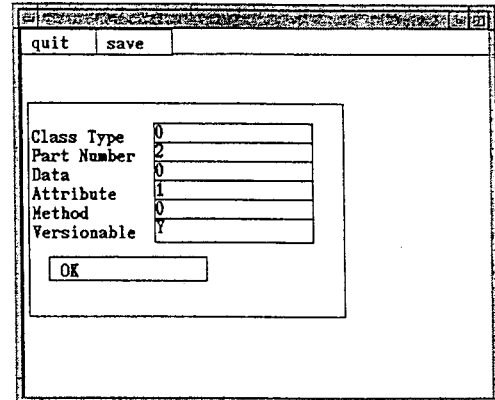 quit save
Class Type 0
Part Number 2
Data 0
Attribute 1
Method 0
Versionable Y
OK